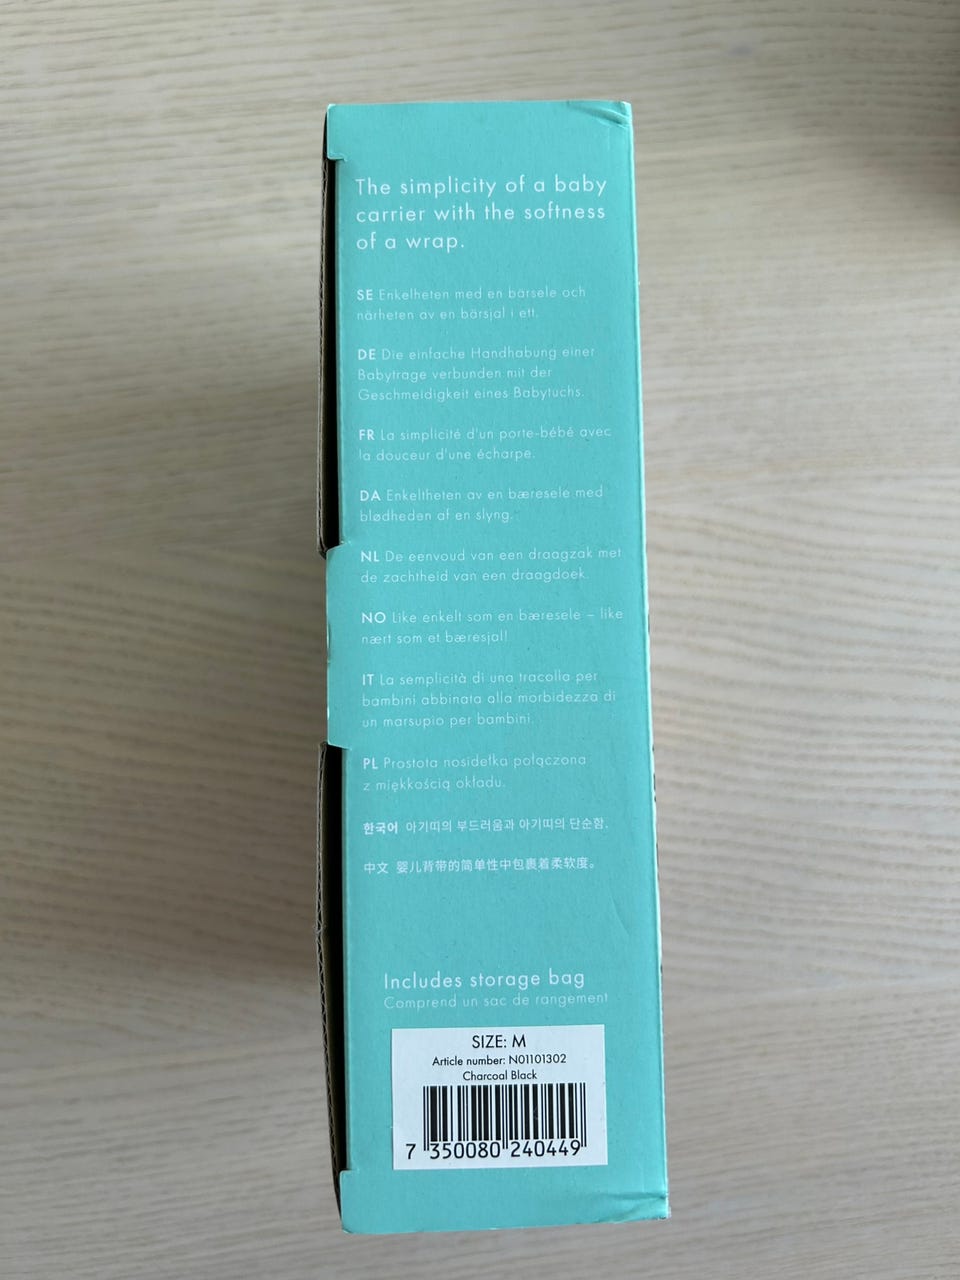 The simplicity of a baby
carrier with the softness
of a wrap.
SE Enkelheten med en bärsele och
närheten av en bärsjal i ett.
DE Die einfache Handhabung einer
Babytrage verbunden mit der
Geschmeidigkeit eines Babytuchs.
FR La simplicité d'un porte-bébé avec
la douceur d'une écharpe.
DA Enkeltheten av en bæresele med
blødheden af en slyng.
NL De eenvoud van een draagzak met
de zachtheid van een draagdoek.
NO Like enkelt som en bæresele – like
nært som et bæresjal!
IT La semplicità di una tracolla per
bambini abbinata alla morbidezza di
un marsupio per bambini.
PL Prostota nosidełka połączona
z miękkością okładu.
한국어 아기띠의 부드러움과 아기띠의 단순함.
中文 婴儿背带的简单性中包裹着柔软度。
Includes storage bag
Comprend un sac de rangement
SIZE: M
Article number: N01101302
Charcoal Black
7 350080 240449